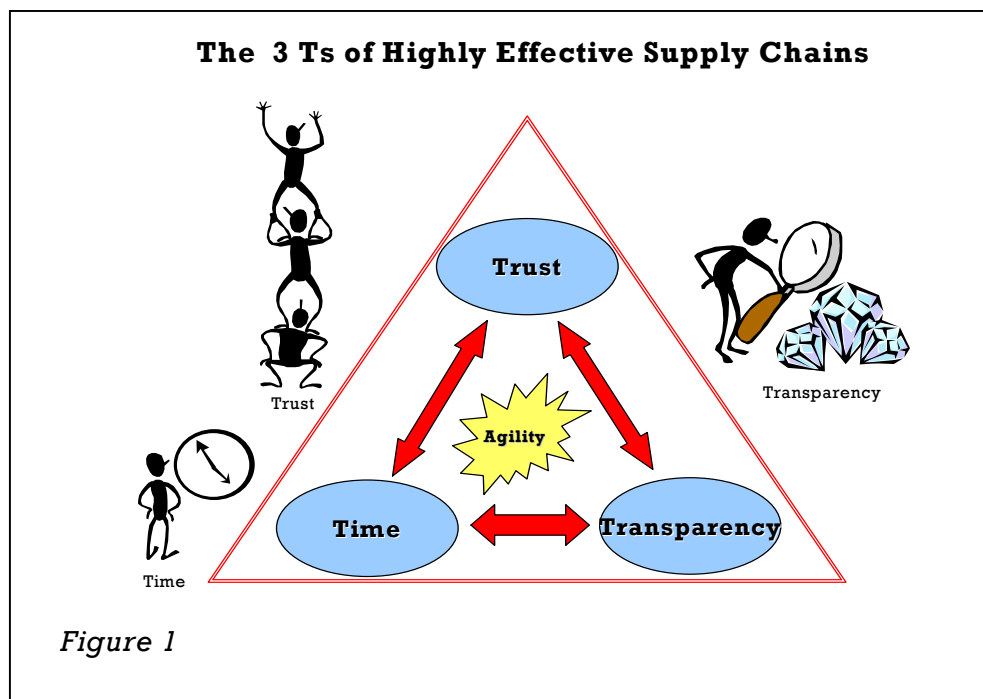 The 3 Ts of Highly Effective Supply Chains
Trust
Trust
Transparency
Agility
Time
Transparency
Time
Figure 1